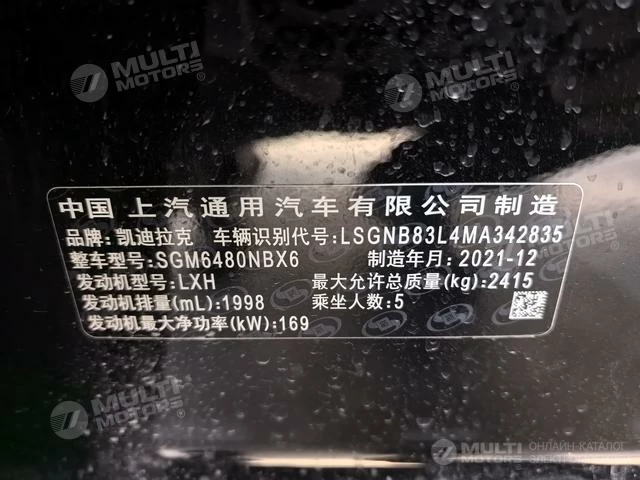 MULTI MOTORS®
MULTI MOTORS®
中国 上汽通用汽车有限公司制造
品牌: 凯迪拉克 车辆识别代号: LSGNB83L4MA342835
整车型号: SGM6480NBX6 制造年月: 2021-12
发动机型号: LXH 最大允许总质量(kg): 2415
发动机排量(mL): 1998 乘坐人数: 5
发动机最大净功率(kW): 169
MULTI MOTORS®
MULTI MOTORS
ОНЛАЙН-КАТАЛОГ